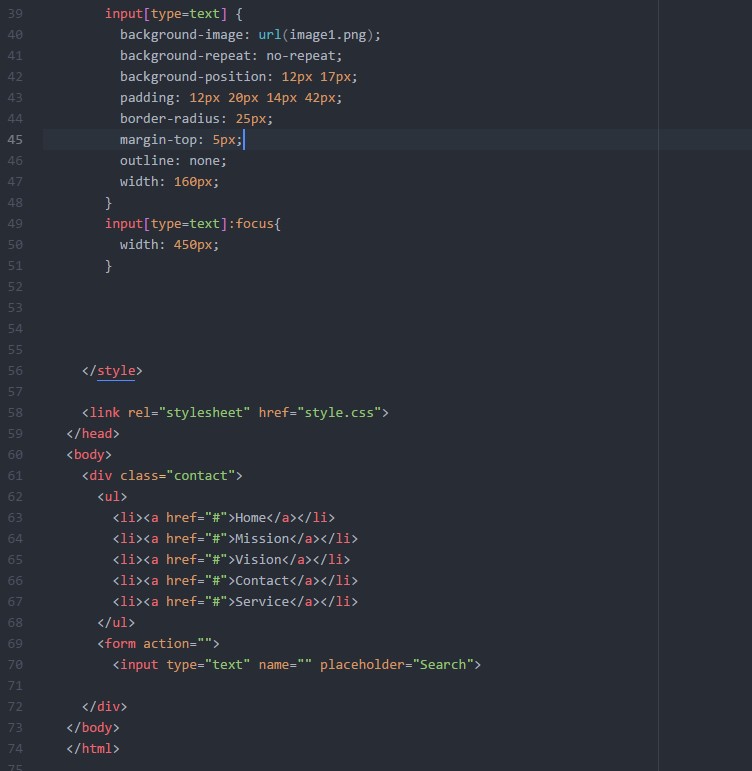 39 input[type=text] {
40 background-image: url(image1.png);
41 background-repeat: no-repeat;
42 background-position: 12px 17px;
43 padding: 12px 20px 14px 42px;
44 border-radius: 25px;
45 margin-top: 5px;
46 outline: none;
47 width: 160px;
48 }
49 input[type=text]:focus{
50 width: 450px;
51 }
52
53
54
55
56 </style>
57
58 <link rel="stylesheet" href="style.css">
59 </head>
60 <body>
61 <div class="contact">
62 <ul>
63 <li><a href="#">Home</a></li>
64 <li><a href="#">Mission</a></li>
65 <li><a href="#">Vision</a></li>
66 <li><a href="#">Contact</a></li>
67 <li><a href="#">Service</a></li>
68 </ul>
69 <form action="">
70 <input type="text" name="" placeholder="Search">
71
72 </div>
73 </body>
74 </html>
75